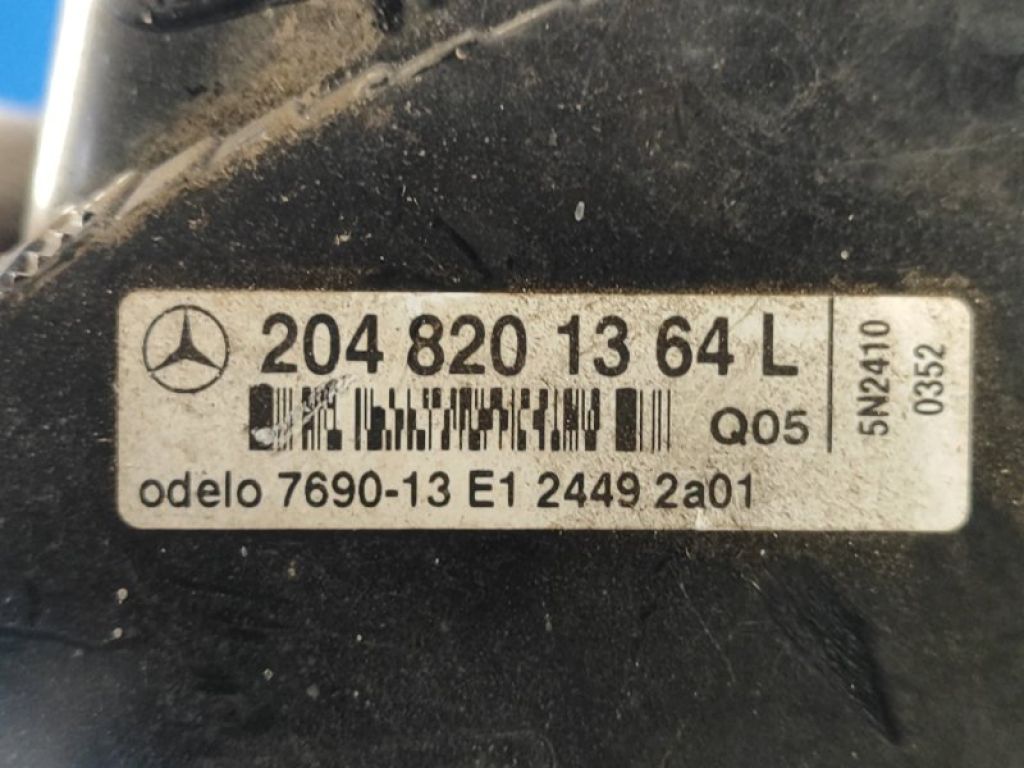 204 820 13 64 L
Q05
odelo 7690-13 E1 2449 2a01
5N2410
0352